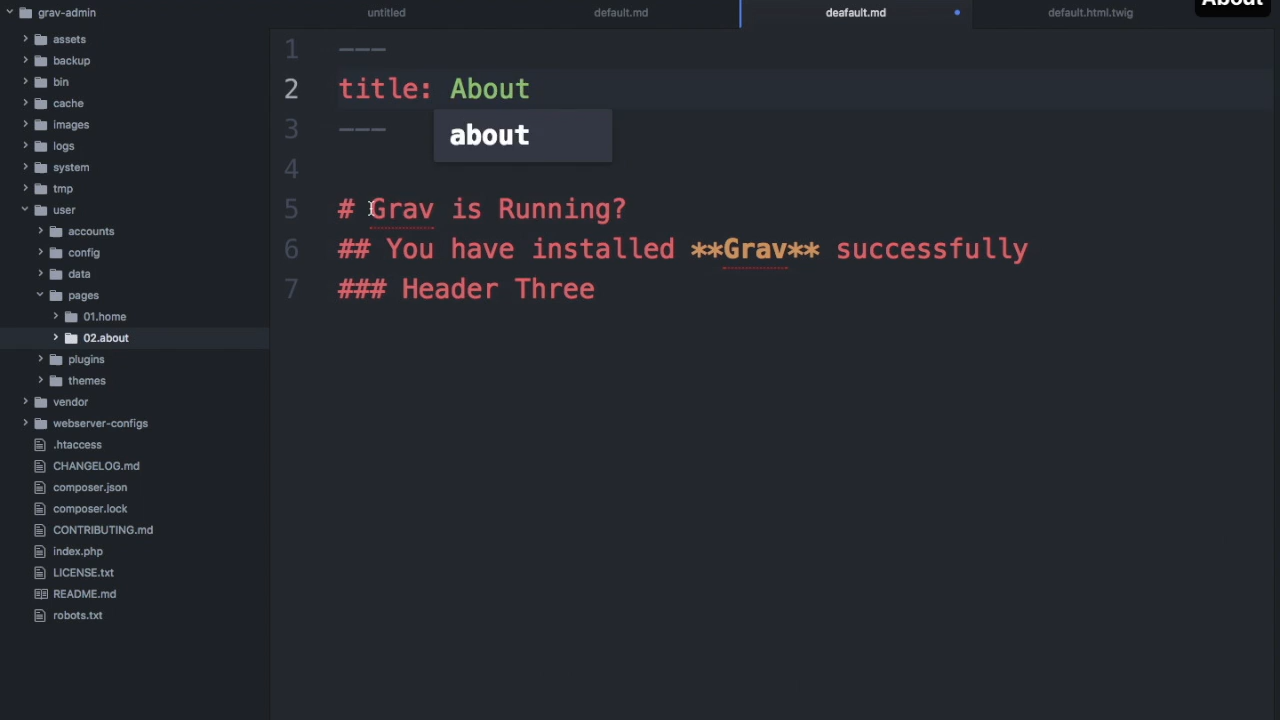 grav-admin
untitled
default.md
deafault.md
default.html.twig
About
assets
backup
bin
cache
images
logs
system
tmp
user
accounts
config
data
pages
01.home
02.about
plugins
themes
vendor
webserver-configs
.htaccess
CHANGELOG.md
composer.json
composer.lock
CONTRIBUTING.md
index.php
LICENSE.txt
README.md
robots.txt
1 ---
2 title: About
about
3 ---
4
5 # Grav is Running?
6 ## You have installed **Grav** successfully
7 ### Header Three